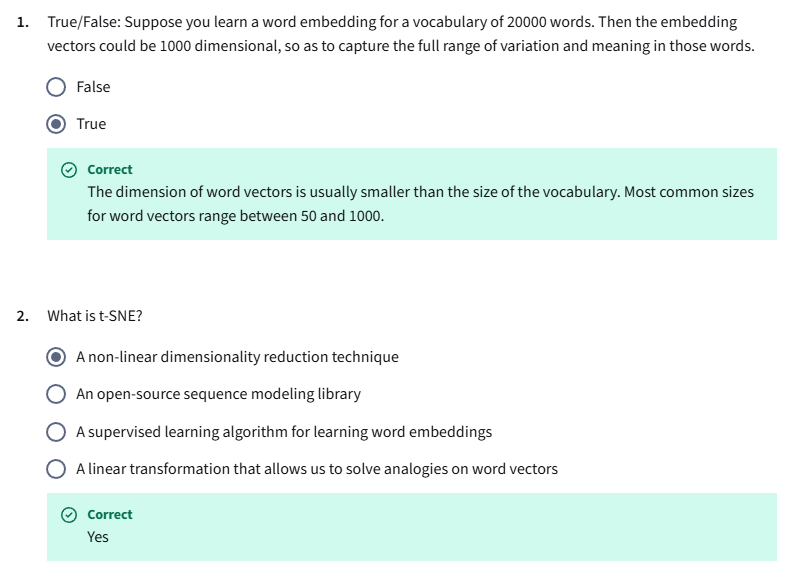 1. True/False: Suppose you learn a word embedding for a vocabulary of 20000 words. Then the embedding
vectors could be 1000 dimensional, so as to capture the full range of variation and meaning in those words.
False
True
Correct
The dimension of word vectors is usually smaller than the size of the vocabulary. Most common sizes
for word vectors range between 50 and 1000.
2. What is t-SNE?
A non-linear dimensionality reduction technique
An open-source sequence modeling library
A supervised learning algorithm for learning word embeddings
A linear transformation that allows us to solve analogies on word vectors
Correct
Yes